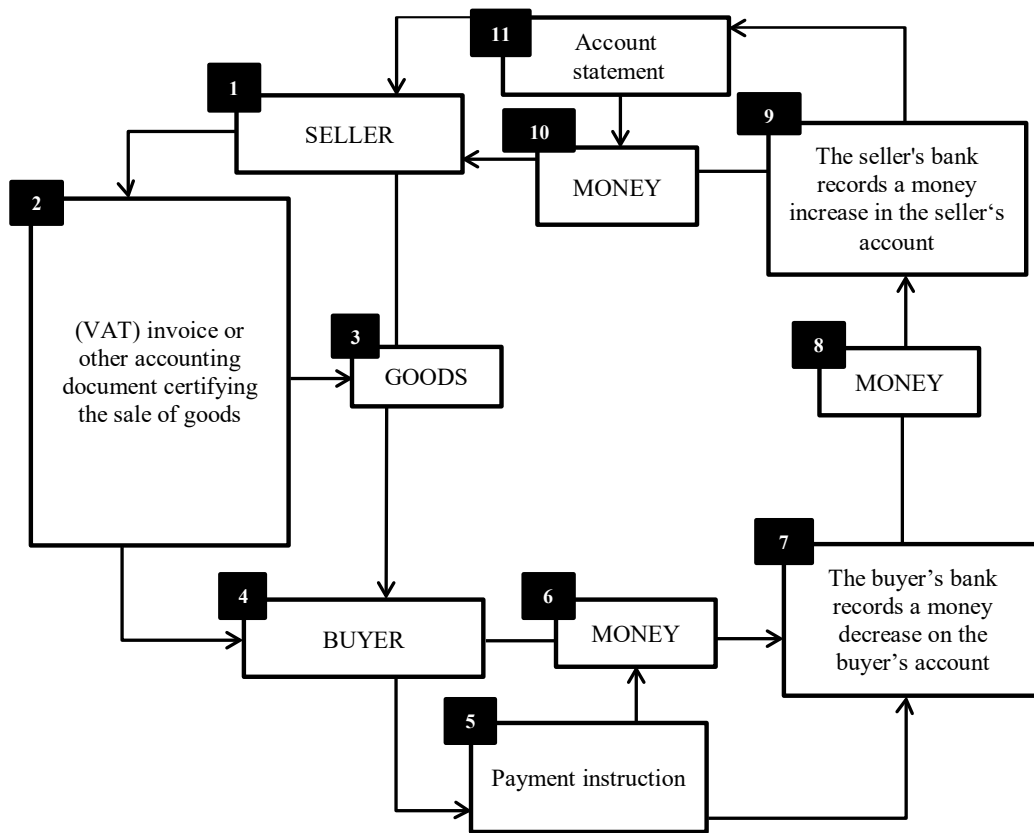 1
SELLER
2
(VAT) invoice or
other accounting
document certifying
the sale of goods
3
GOODS
4
BUYER
5
Payment instruction
6
MONEY
7
The buyer’s bank
records a money
decrease on the
buyer’s account
8
MONEY
9
The seller's bank
records a money
increase in the seller‘s
account
10
MONEY
11
Account
statement